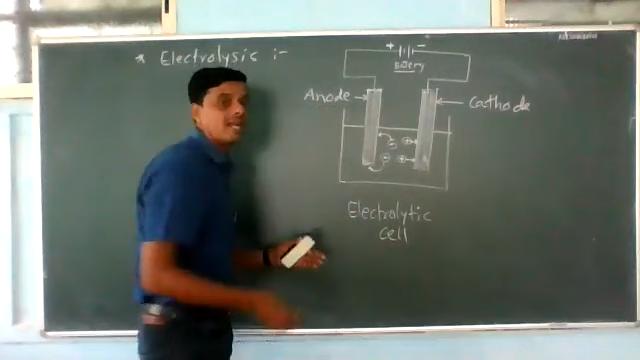 * Electrolysis :-
+ -
Battery
Anode
Cathode
Electrolytic
cell